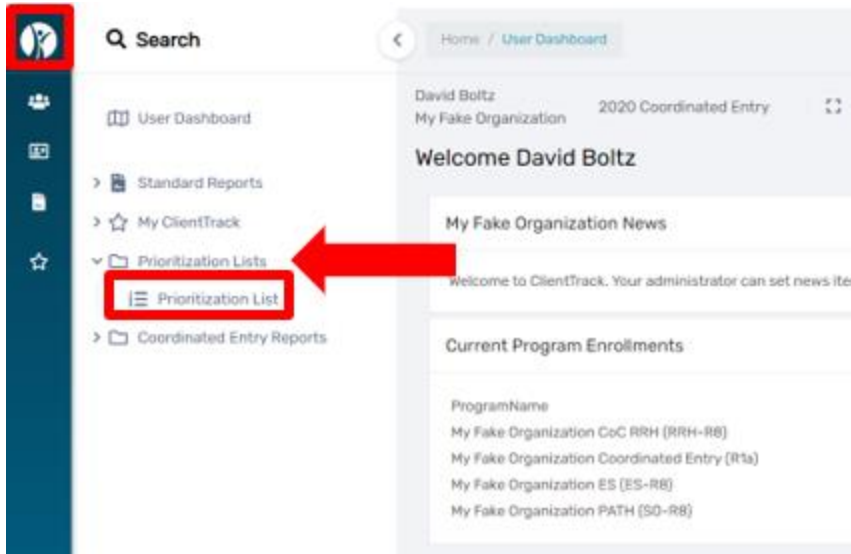 Search
Home / User Dashboard
User Dashboard
Standard Reports
My ClientTrack
Prioritization Lists
Prioritization List
Coordinated Entry Reports
David Boltz
My Fake Organization
2020 Coordinated Entry
Welcome David Boltz
My Fake Organization News
Welcome to ClientTrack. Your administrator can set news ite
Current Program Enrollments
ProgramName
My Fake Organization CoC RRH (RRH-R8)
My Fake Organization Coordinated Entry (R1a)
My Fake Organization ES (ES-R8)
My Fake Organization PATH (SO-R8)